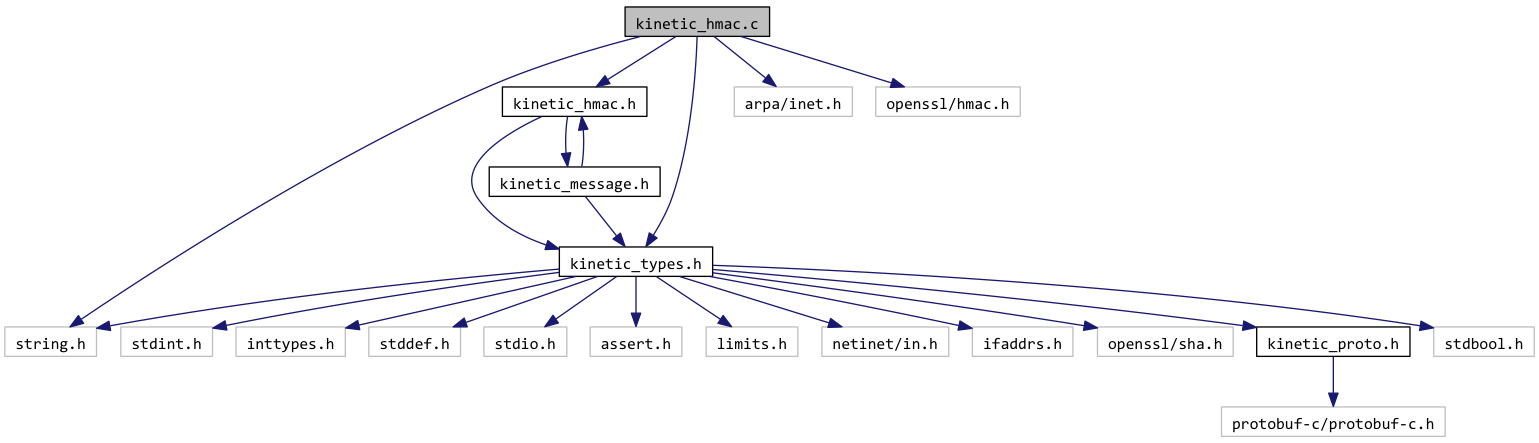 kinetic_hmac.c
kinetic_hmac.h
arpa/inet.h
openssl/hmac.h
kinetic_message.h
kinetic_types.h
string.h
stdint.h
inttypes.h
stddef.h
stdio.h
assert.h
limits.h
netinet/in.h
ifaddrs.h
openssl/sha.h
kinetic_proto.h
stdbool.h
protobuf-c/protobuf-c.h